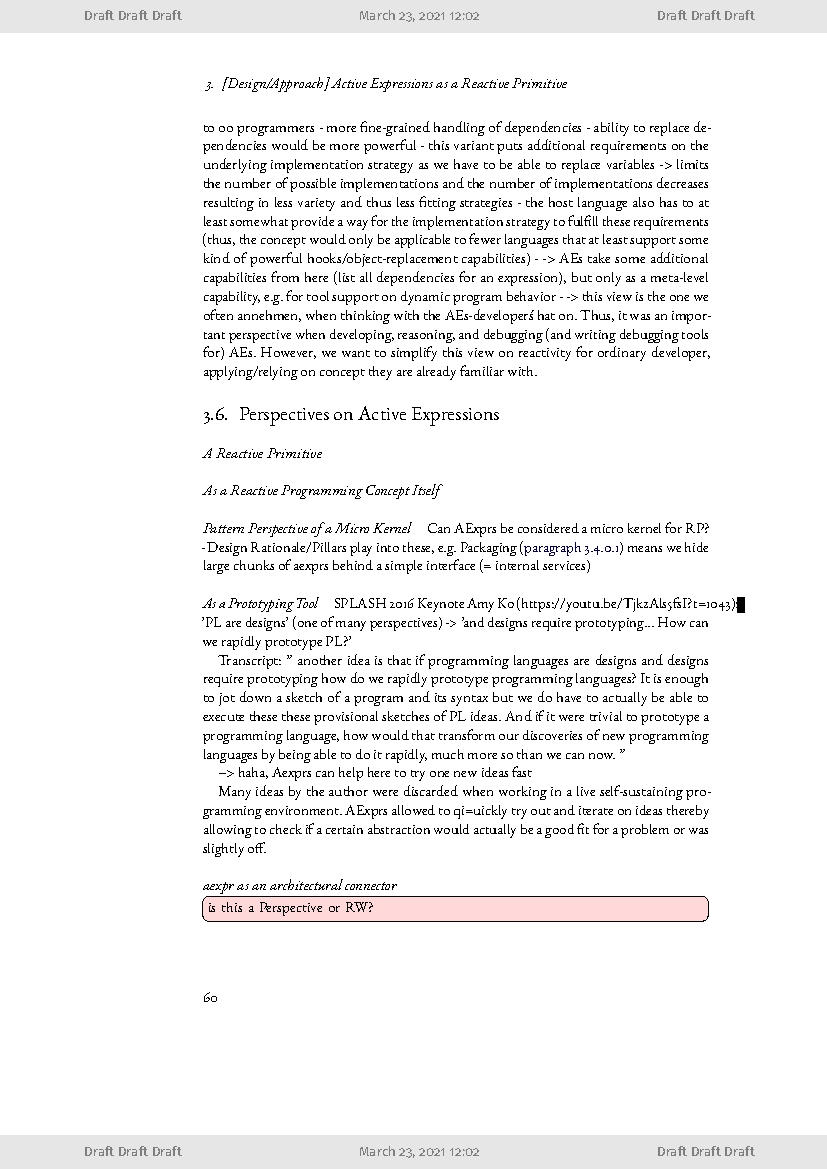 Draft Draft Draft March 23, 2021 12:02 Draft Draft Draft
3. [Design/Approach] Active Expressions as a Reactive Primitive
to oo programmers - more fine-grained handling of dependencies - ability to replace de-
pendencies would be more powerful - this variant puts additional requirements on the
underlying implementation strategy as we have to be able to replace variables -> limits
the number of possible implementations and the number of implementations decreases
resulting in less variety and thus less fitting strategies - the host language also has to at
least somewhat provide a way for the implementation strategy to fulfill these requirements
(thus, the concept would only be applicable to fewer languages that at least support some
kind of powerful hooks/object-replacement capabilities) - -> AEs take some additional
capabilities from here (list all dependencies for an expression), but only as a meta-level
capability, e.g. for tool support on dynamic program behavior - -> this view is the one we
often annehmen, when thinking with the AEs-developerś hat on. Thus, it was an impor-
tant perspective when developing, reasoning, and debugging (and writing debugging tools
for) AEs. However, we want to simplify this view on reactivity for ordinary developer,
applying/relying on concept they are already familiar with.
3.6. Perspectives on Active Expressions
A Reactive Primitive
As a Reactive Programming Concept Itself
Pattern Perspective of a Micro Kernel Can AExprs be considered a micro kernel for RP?
-Design Rationale/Pillars play into these, e.g. Packaging (paragraph 3.4.0.1) means we hide
large chunks of aexprs behind a simple interface (= internal services)
As a Prototyping Tool SPLASH 2016 Keynote Amy Ko (https://youtu.be/TjkzAls5fsI?t=1043):
’PL are designs’ (one of many perspectives) -> ’and designs require prototyping... How can
we rapidly prototype PL?’
Transcript: ” another idea is that if programming languages are designs and designs
require prototyping how do we rapidly prototype programming languages? It is enough
to jot down a sketch of a program and its syntax but we do have to actually be able to
execute these these provisional sketches of PL ideas. And if it were trivial to prototype a
programming language, how would that transform our discoveries of new programming
languages by being able to do it rapidly, much more so than we can now. ”
–> haha, Aexprs can help here to try one new ideas fast
Many ideas by the author were discarded when working in a live self-sustaining pro-
gramming environment. AExprs allowed to qi=uickly try out and iterate on ideas thereby
allowing to check if a certain abstraction would actually be a good fit for a problem or was
slightly off.
aexpr as an architectural connector
is this a Perspective or RW?
60
Draft Draft Draft March 23, 2021 12:02 Draft Draft Draft